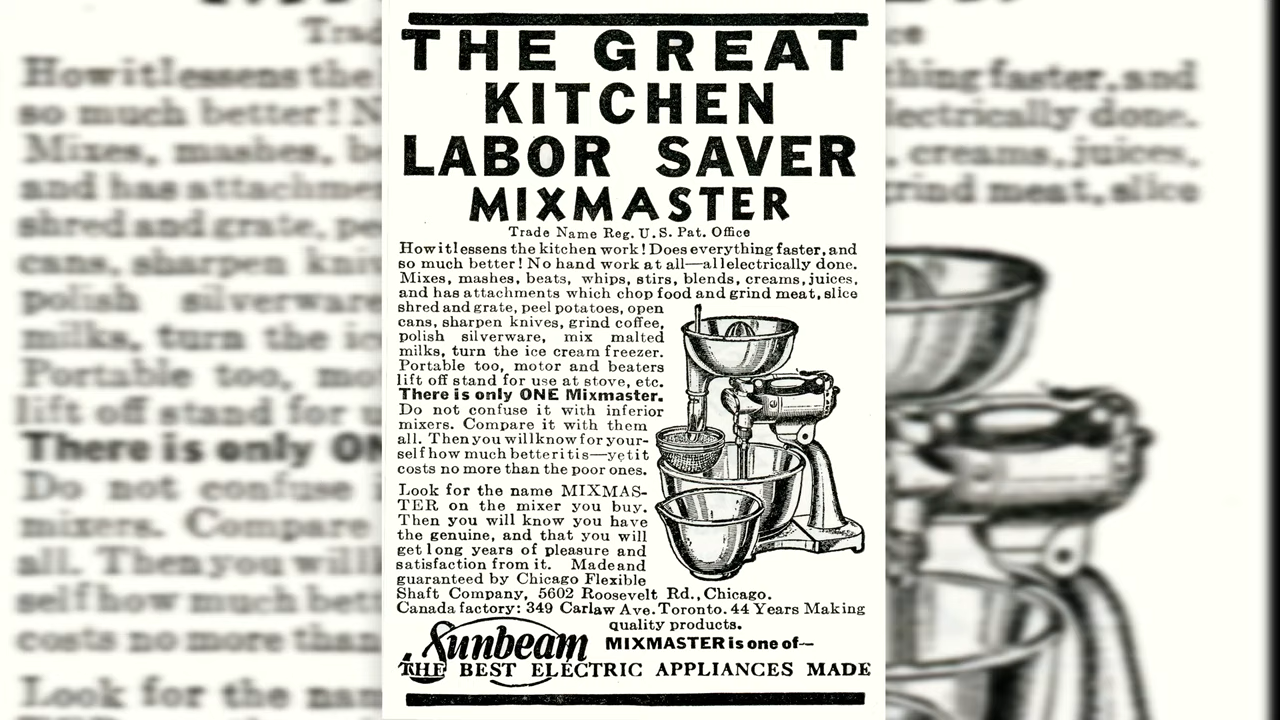 THE GREAT
KITCHEN
LABOR SAVER
MIXMASTER
Trade Name Reg. U. S. Pat. Office
How it lessens the kitchen work! Does everything faster, and
so much better! No hand work at all—all electrically done.
Mixes, mashes, beats, whips, stirs, blends, creams, juices,
and has attachments which chop food and grind meat, slice
shred and grate, peel potatoes, open
cans, sharpen knives, grind coffee,
polish silverware, mix malted
milks, turn the ice cream freezer.
Portable too, motor and beaters
lift off stand for use at stove, etc.
There is only ONE Mixmaster.
Do not confuse it with inferior
mixers. Compare it with them
all. Then you will know for your-
self how much better it is—yet it
costs no more than the poor ones.
Look for the name MIXMAS-
TER on the mixer you buy.
Then you will know you have
the genuine, and that you will
get long years of pleasure and
satisfaction from it. Made and
guaranteed by Chicago Flexible
Shaft Company, 5602 Roosevelt Rd., Chicago.
Canada factory: 349 Carlaw Ave. Toronto. 44 Years Making
quality products.
Sunbeam MIXMASTER is one of—
THE BEST ELECTRIC APPLIANCES MADE